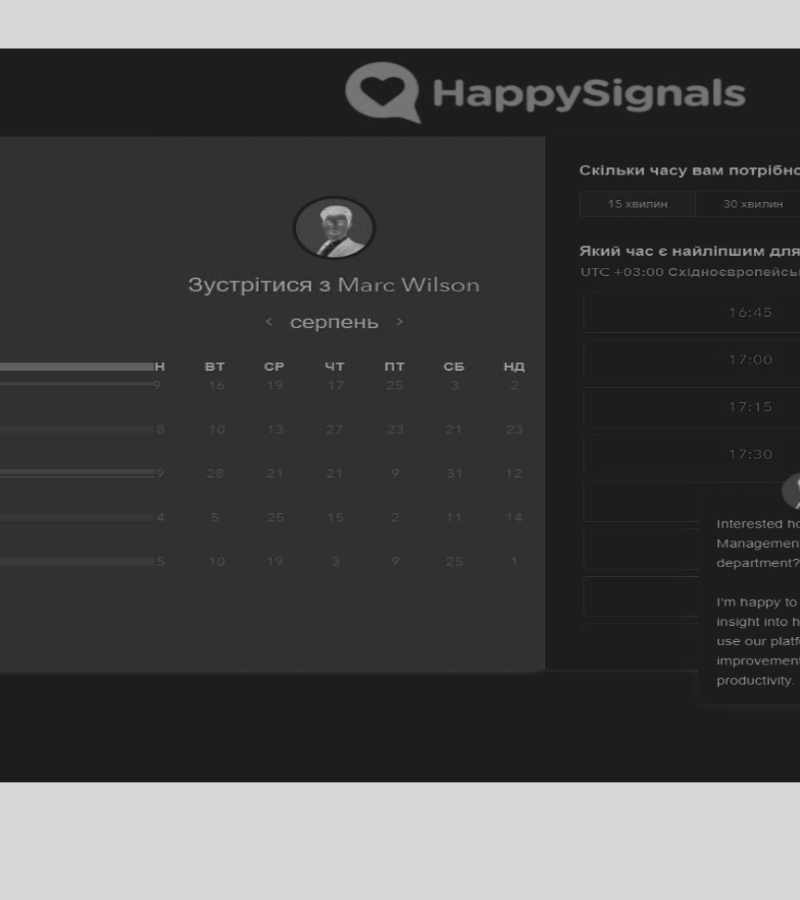 HappySignals
Зустрітися з Marc Wilson
‹ серпень ›
Н ВТ СР ЧТ ПТ СБ НД
9 16 19 17 25 3 2
8 10 13 27 23 21 23
9 28 21 21 9 31 12
4 5 25 15 2 11 14
5 10 19 3 9 25 1
Скільки часу вам потрібно
15 хвилин 30 хвилин
Який час є найліпшим для
UTC +03:00 Східноєвропейсь
16:45
17:00
17:15
17:30
Interested ho
Management
department?
I'm happy to
insight into h
use our platf
improvement
productivity.